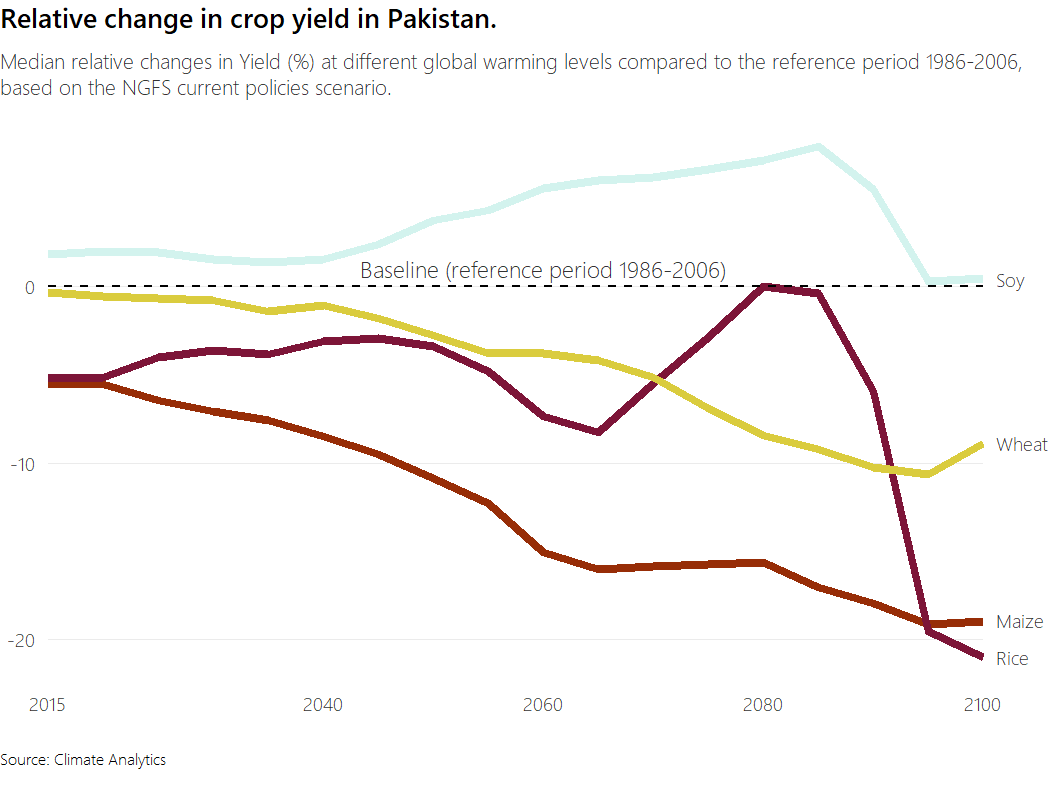 Relative change in crop yield in Pakistan.
Median relative changes in Yield (%) at different global warming levels compared to the reference period 1986-2006,
based on the NGFS current policies scenario.
Baseline (reference period 1986-2006)
0
Soy
-10
Wheat
Maize
-20
Rice
2015 2040 2060 2080 2100
Source: Climate Analytics